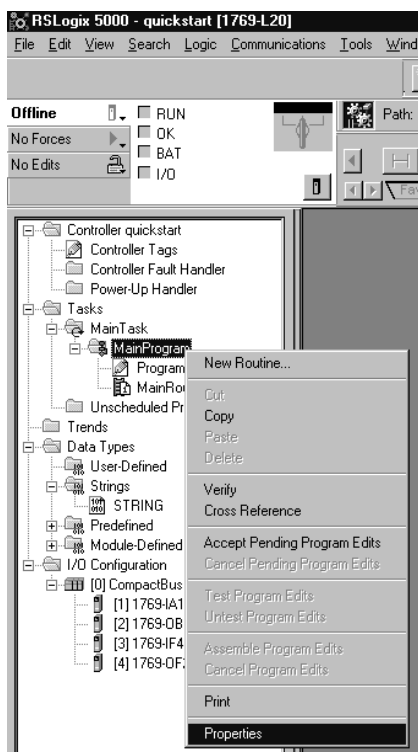 RSLogix 5000 - quickstart [1769-L20]
File Edit View Search Logic Communications Tools Wind
Offline
RUN
No Forces
OK
BAT
No Edits
I/O
Path:
Fav
Controller quickstart
Controller Tags
Controller Fault Handler
Power-Up Handler
Tasks
MainTask
MainProgram
Program
MainRou
Unscheduled Pr
Trends
Data Types
User-Defined
Strings
STRING
Predefined
Module-Defined
I/O Configuration
[0] CompactBus
[1] 1769-IA1
[2] 1769-OB
[3] 1769-IF4
[4] 1769-OF2
New Routine...
Cut
Copy
Paste
Delete
Verify
Cross Reference
Accept Pending Program Edits
Cancel Pending Program Edits
Test Program Edits
Untest Program Edits
Assemble Program Edits
Cancel Program Edits
Print
Properties